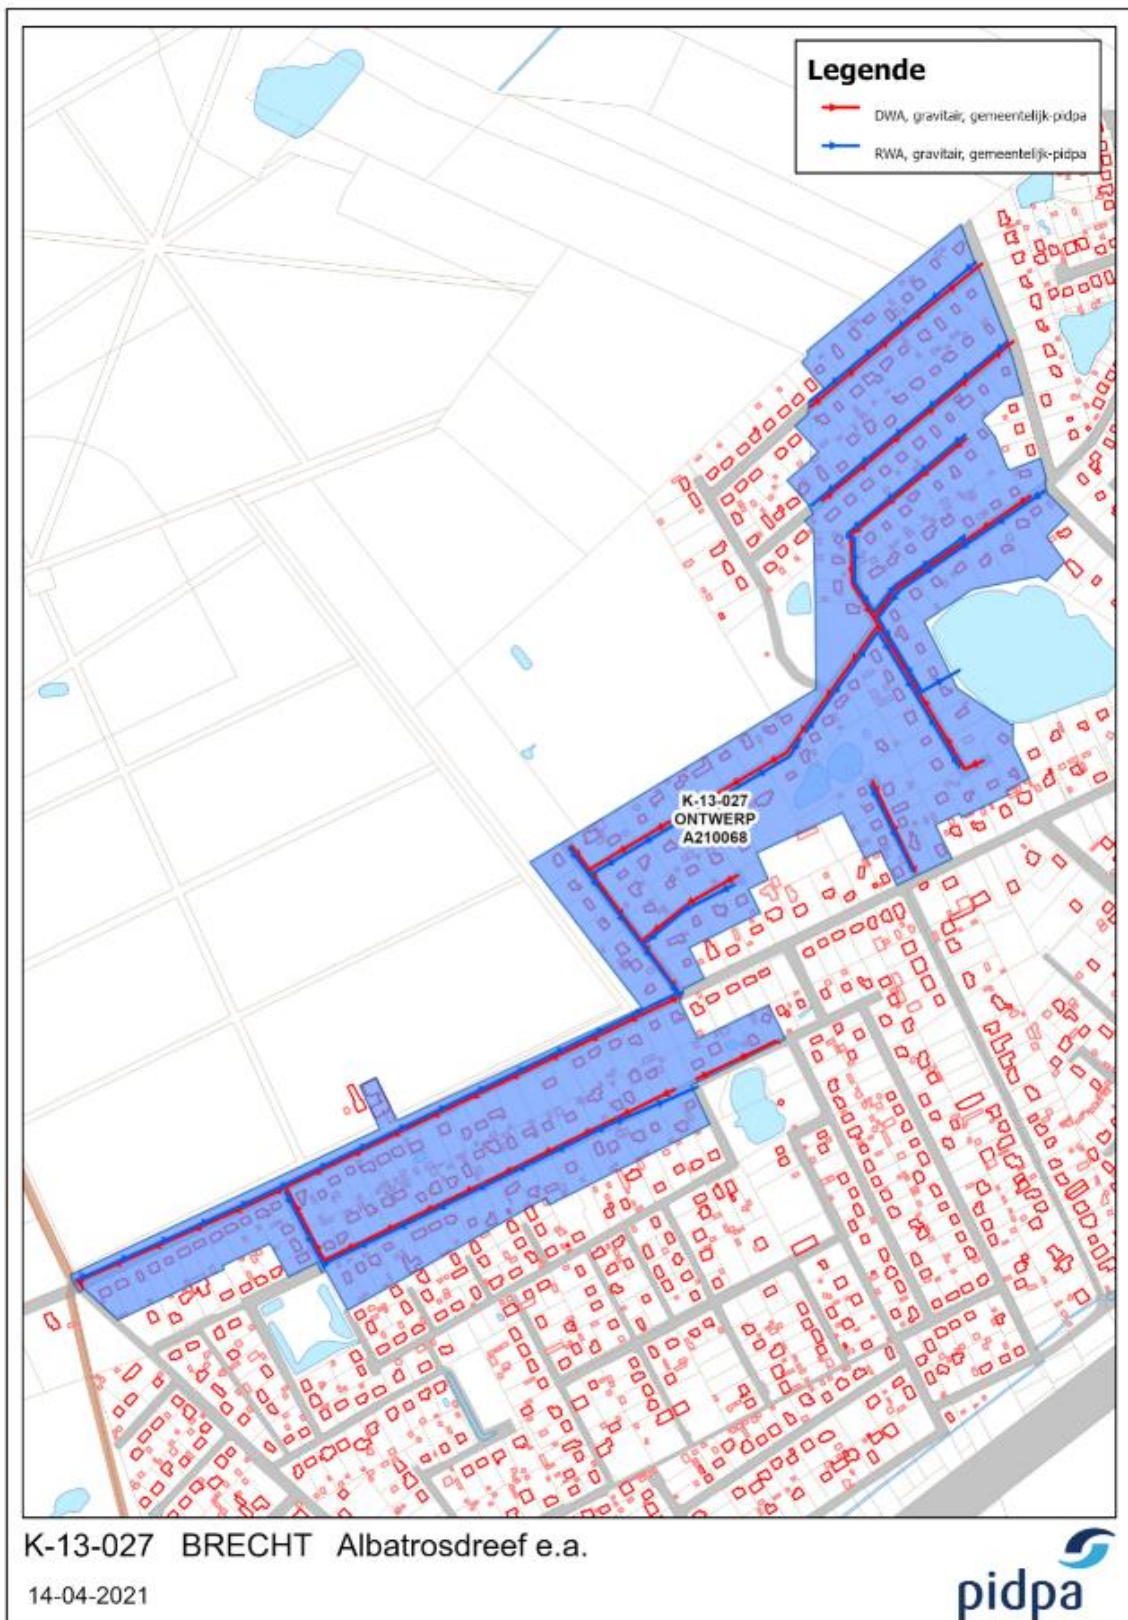 Legende
DWA, gravitair, gemeentelijk-pidpa
RWA, gravitair, gemeentelijk-pidpa
K-13-027
ONTWERP
A210068
K-13-027 BRECHT Albatrosdreef e.a.
14-04-2021
pidpa